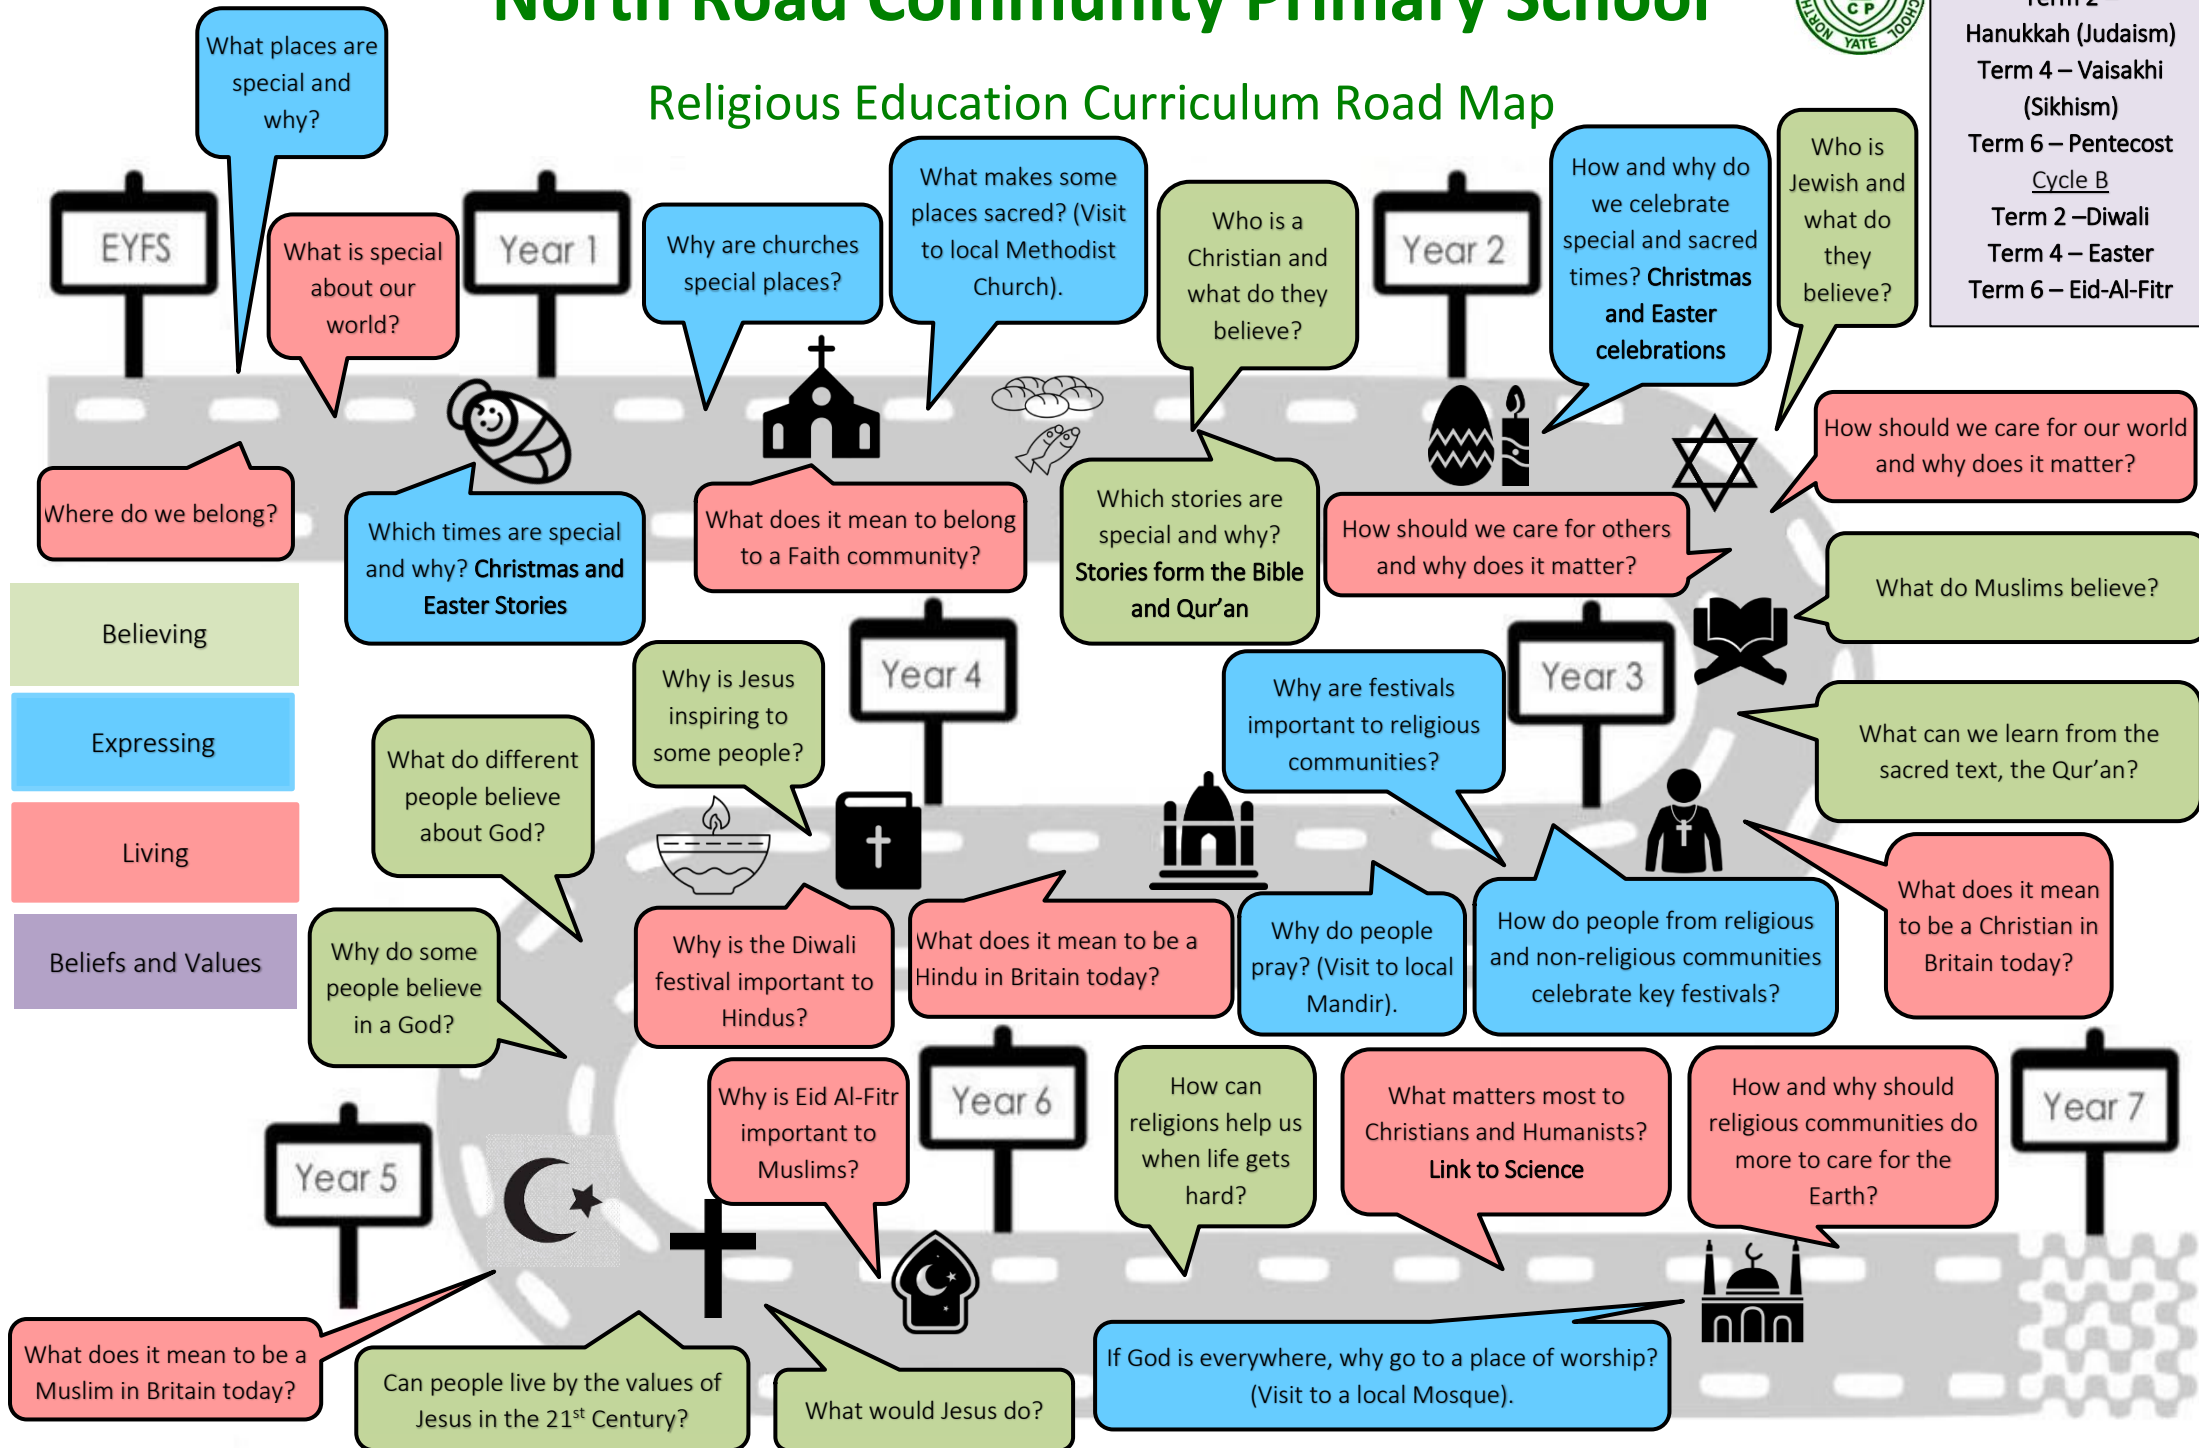 North Road Community Primary School
Religious Education Curriculum Road Map
C P
NORTH
YATE
SCHOOL
Term 2 –
Hanukkah (Judaism)
Term 4 – Vaisakhi
(Sikhism)
Term 6 – Pentecost
Cycle B
Term 2 –Diwali
Term 4 – Easter
Term 6 – Eid-Al-Fitr
What places are
special and
why?
EYFS
What is special
about our
world?
Year 1
Why are churches
special places?
What makes some
places sacred? (Visit
to local Methodist
Church).
Who is a
Christian and
what do they
believe?
Year 2
How and why do
we celebrate
special and sacred
times? Christmas
and Easter
celebrations
Who is
Jewish and
what do
they
believe?
Where do we belong?
Which times are special
and why? Christmas and
Easter Stories
What does it mean to belong
to a Faith community?
Which stories are
special and why?
Stories form the Bible
and Qur’an
How should we care for others
and why does it matter?
How should we care for our world
and why does it matter?
What do Muslims believe?
What can we learn from the
sacred text, the Qur’an?
Believing
Expressing
Living
Beliefs and Values
What do different
people believe
about God?
Why is Jesus
inspiring to
some people?
Year 4
Why are festivals
important to religious
communities?
Year 3
Why do some
people believe
in a God?
Why is the Diwali
festival important to
Hindus?
What does it mean to be a
Hindu in Britain today?
Why do people
pray? (Visit to local
Mandir).
How do people from religious
and non-religious communities
celebrate key festivals?
What does it mean
to be a Christian in
Britain today?
Year 5
Why is Eid Al-Fitr
important to
Muslims?
Year 6
How can
religions help us
when life gets
hard?
What matters most to
Christians and Humanists?
Link to Science
How and why should
religious communities do
more to care for the
Earth?
Year 7
What does it mean to be a
Muslim in Britain today?
Can people live by the values of
Jesus in the 21st Century?
What would Jesus do?
If God is everywhere, why go to a place of worship?
(Visit to a local Mosque).